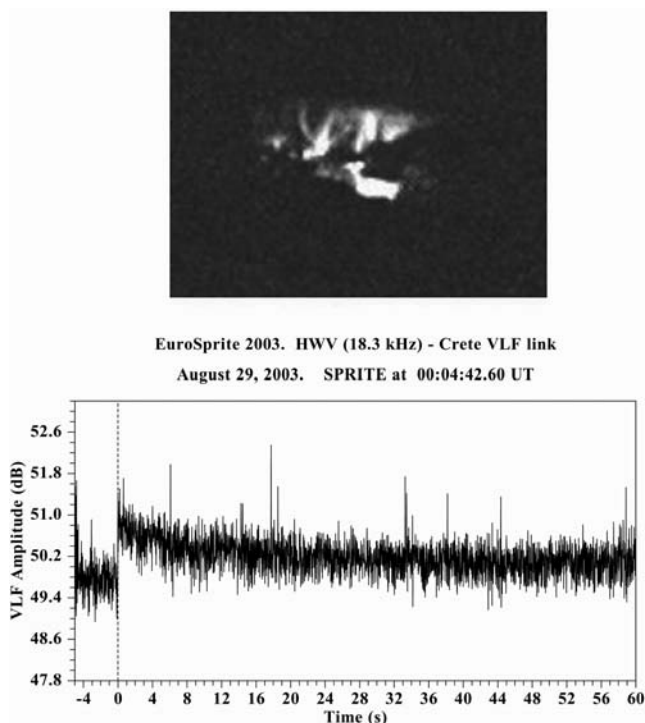 EuroSprite 2003. HWV (18.3 kHz) - Crete VLF link
August 29, 2003. SPRITE at 00:04:42.60 UT
VLF Amplitude (dB)
52.6
51.8
51.0
50.2
49.4
48.6
47.8
-4 0 4 8 12 16 20 24 28 32 36 40 44 48 52 56 60
Time (s)